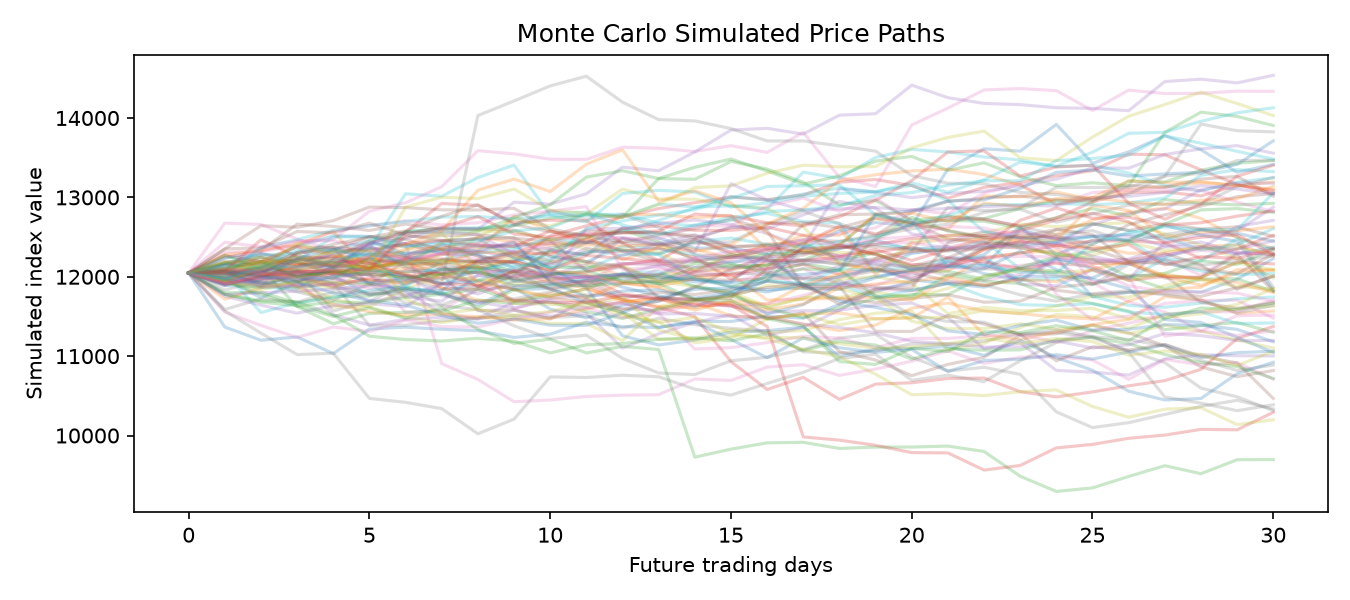 Monte Carlo Simulated Price Paths
Simulated index value
14000
13000
12000
11000
10000
0 5 10 15 20 25 30
Future trading days